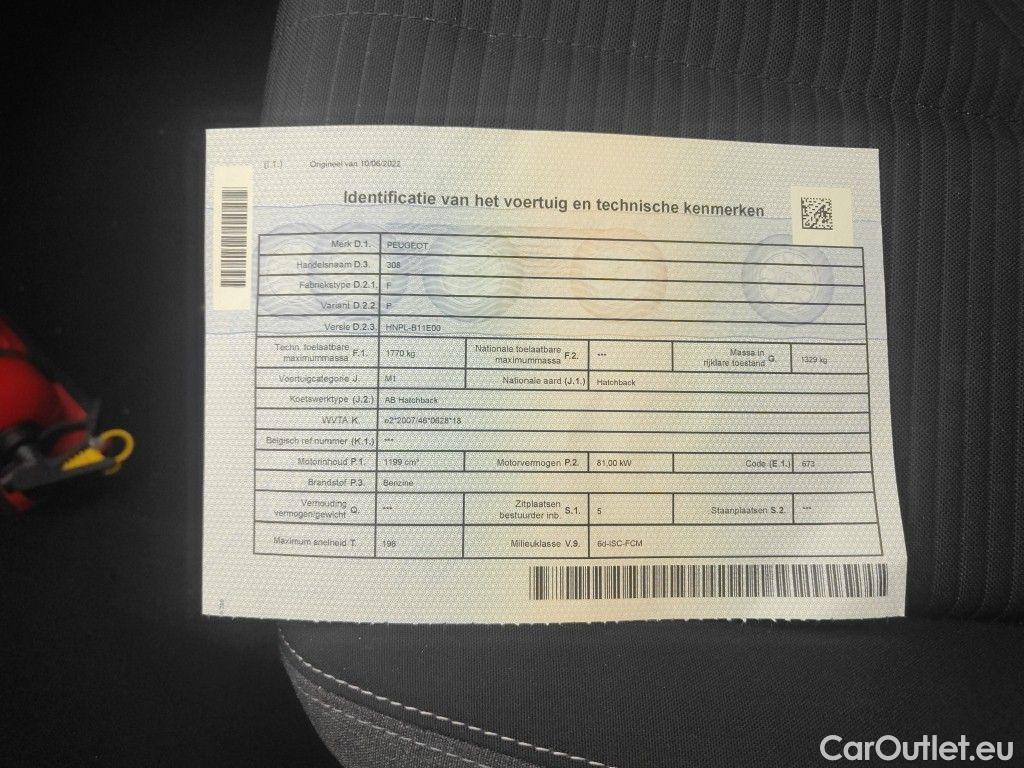 (I.1.) Origineel van 10/06/2022
Identificatie van het voertuig en technische kenmerken
Merk D.1. PEUGEOT
Handelsnaam D.3. 308
Fabriekstype D.2.1. F
Variant D.2.2. P
Versie D.2.3. HNPL-B11E00
Techn. toelaatbare maximummassa F.1. 1770 kg Nationale toelaatbare maximummassa F.2. *** Massa in rijklare toestand G. 1329 kg
Voertuigcategorie J. M1 Nationale aard (J.1.) Hatchback
Koetswerktype (J.2.) AB Hatchback
WVTA K. e2*2007/46*0628*18
Belgisch ref.nummer (K.1.) ***
Motorinhoud P.1. 1199 cm³ Motorvermogen P.2. 81,00 kW Code (E.1.) 673
Brandstof P.3. Benzine
Verhouding vermogen/gewicht Q. *** Zitplaatsen bestuurder inb. S.1. 5 Staanplaatsen S.2. ***
Maximum snelheid T. 198 Milieuklasse V.9. 6d-ISC-FCM
CarOutlet.eu